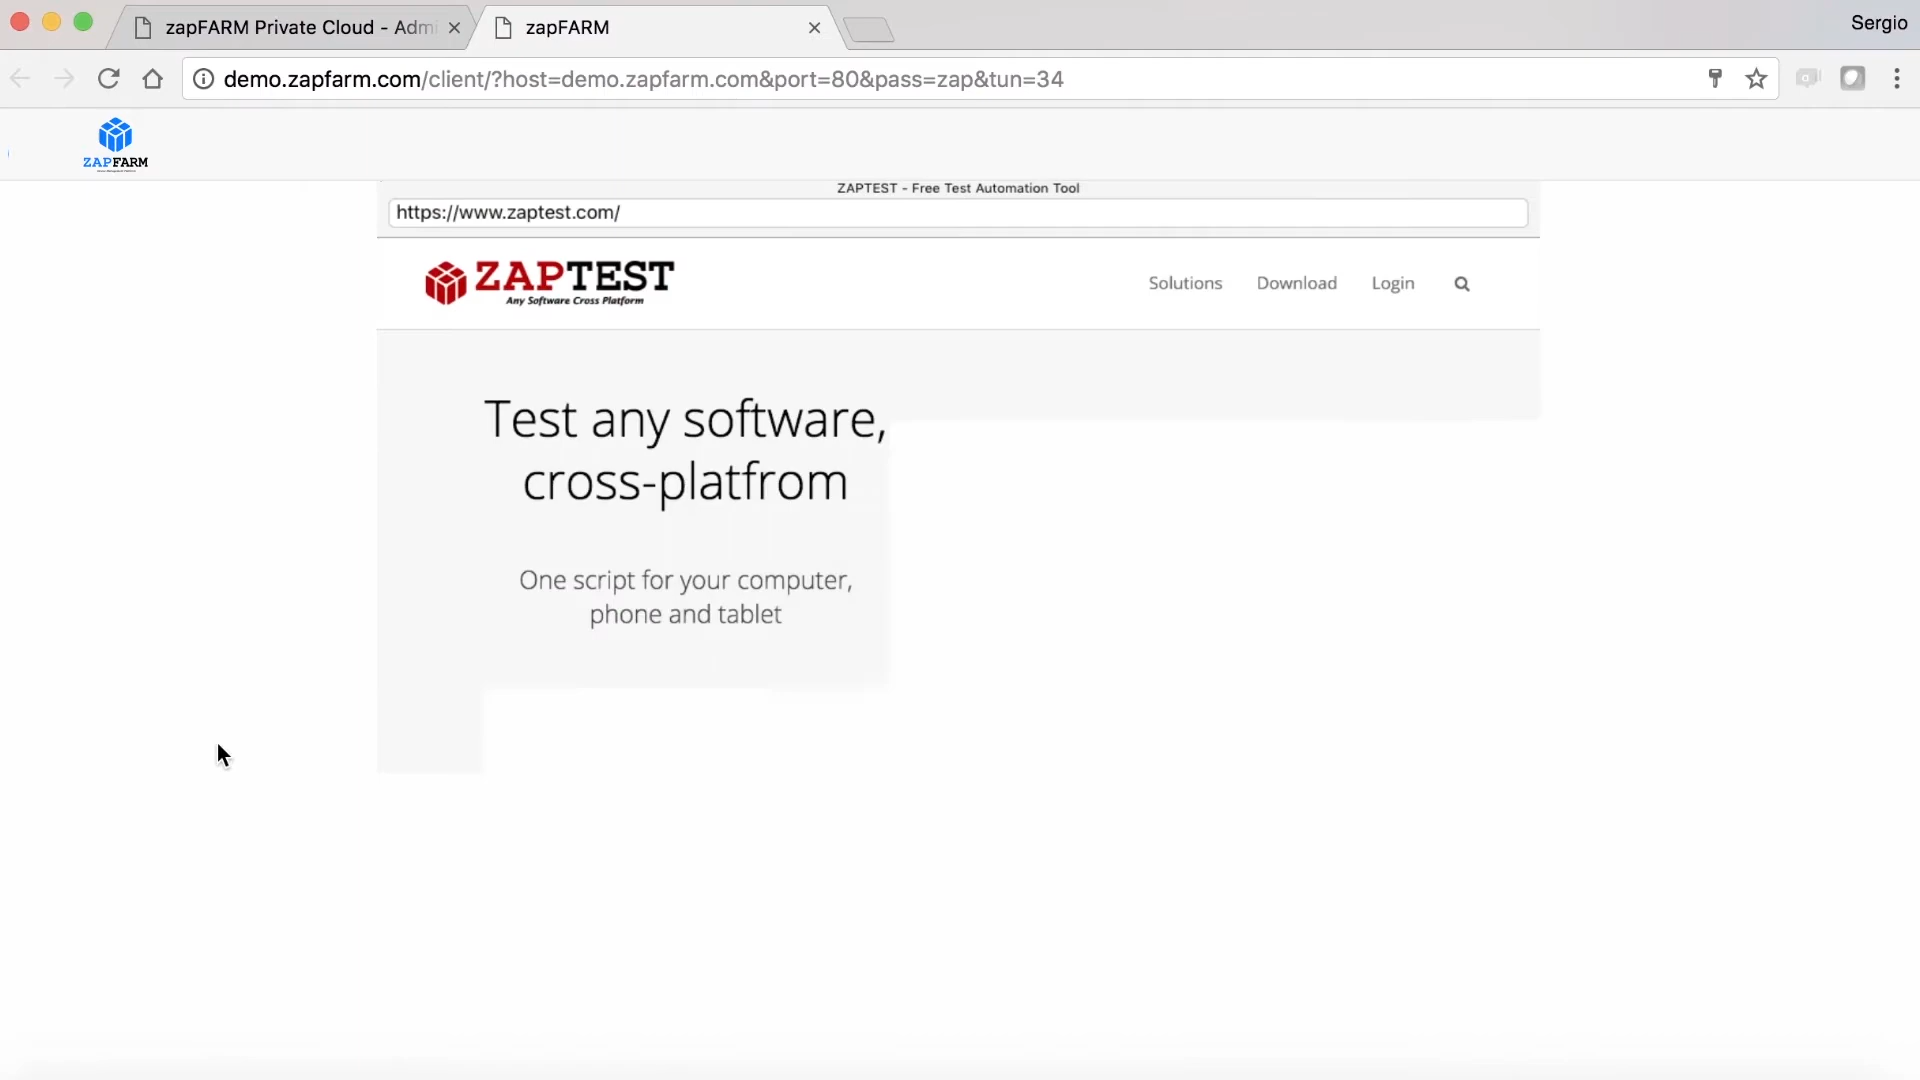 zapFARM Private Cloud - Admi
zapFARM
Sergio
demo.zapfarm.com/client/?host=demo.zapfarm.com&port=80&pass=zap&tun=34
ZAPFARM
ZAPTEST - Free Test Automation Tool
https://www.zaptest.com/
ZAPTEST
Any Software Cross Platform
Solutions
Download
Login
Test any software,
cross-platfrom
One script for your computer,
phone and tablet